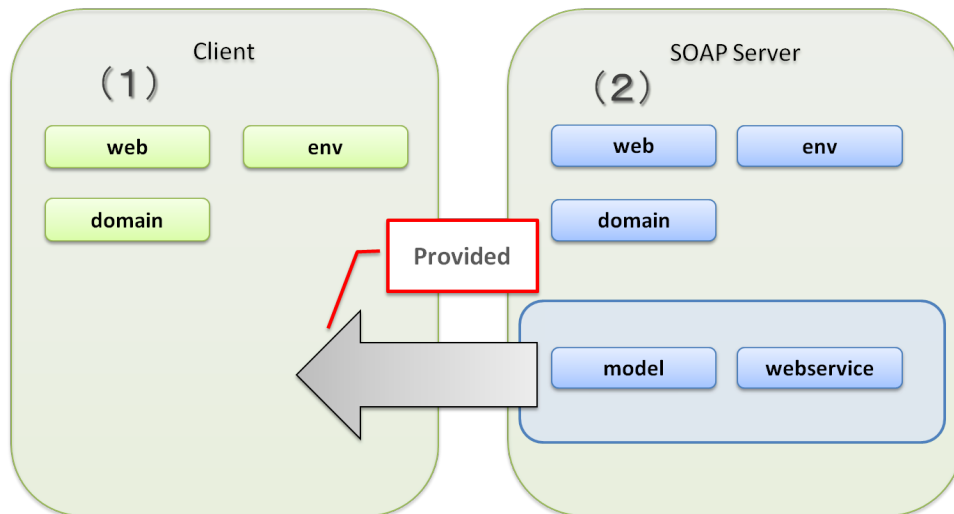 Client
(1)
web
env
domain
SOAP Server
(2)
web
env
domain
Provided
model
webservice